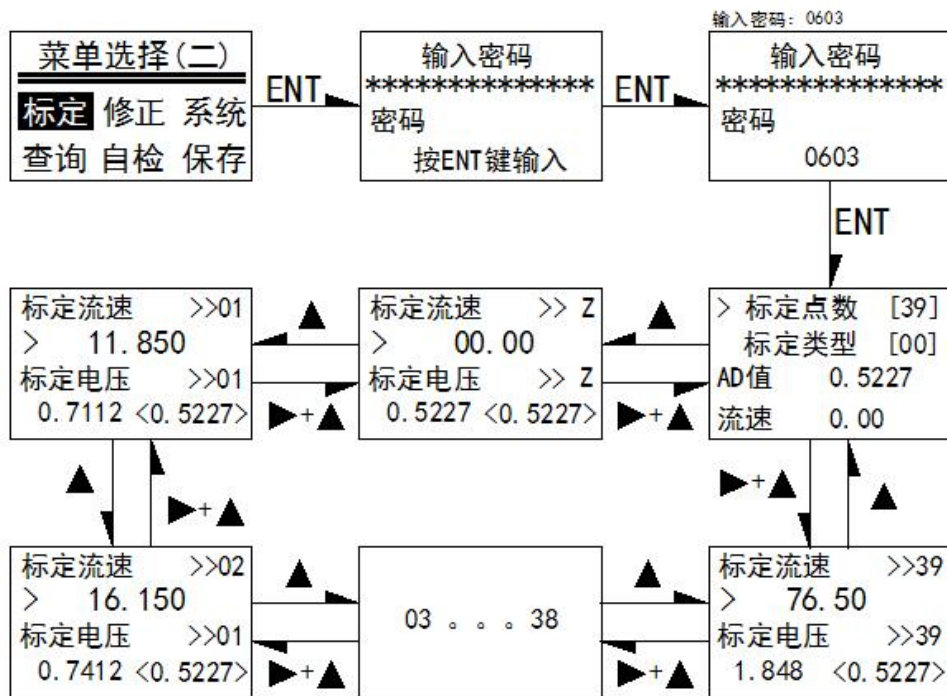 输入密码: 0603
菜单选择(二)
标定 修正 系统
查询 自检 保存
ENT
输入密码
**************
密码
按ENT键输入
ENT
输入密码
**************
密码
0603
ENT
标定流速 >>01
> 11.850
标定电压 >>01
0.7112 <0.5227>
▲
▶+▲
标定流速 >> Z
> 00.00
标定电压 >> Z
0.5227 <0.5227>
▲
▶+▲
> 标定点数 [39]
标定类型 [00]
AD值 0.5227
流速 0.00
▲
▶+▲
▶+▲
▲
标定流速 >>02
> 16.150
标定电压 >>01
0.7412 <0.5227>
▲
▶+▲
03 。。。38
▲
▶+▲
标定流速 >>39
> 76.50
标定电压 >>39
1.848 <0.5227>